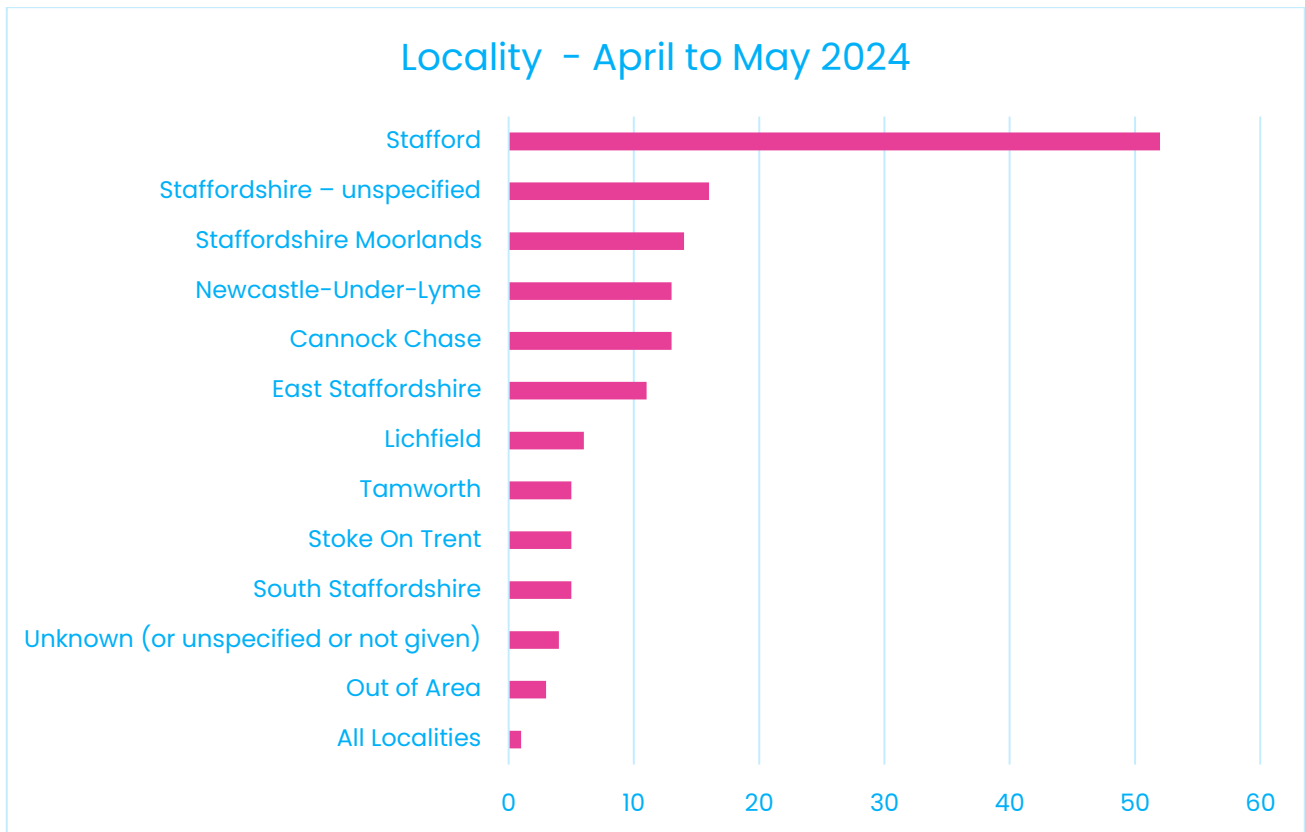 Locality - April to May 2024
Stafford
Staffordshire – unspecified
Staffordshire Moorlands
Newcastle-Under-Lyme
Cannock Chase
East Staffordshire
Lichfield
Tamworth
Stoke On Trent
South Staffordshire
Unknown (or unspecified or not given)
Out of Area
All Localities
0 10 20 30 40 50 60